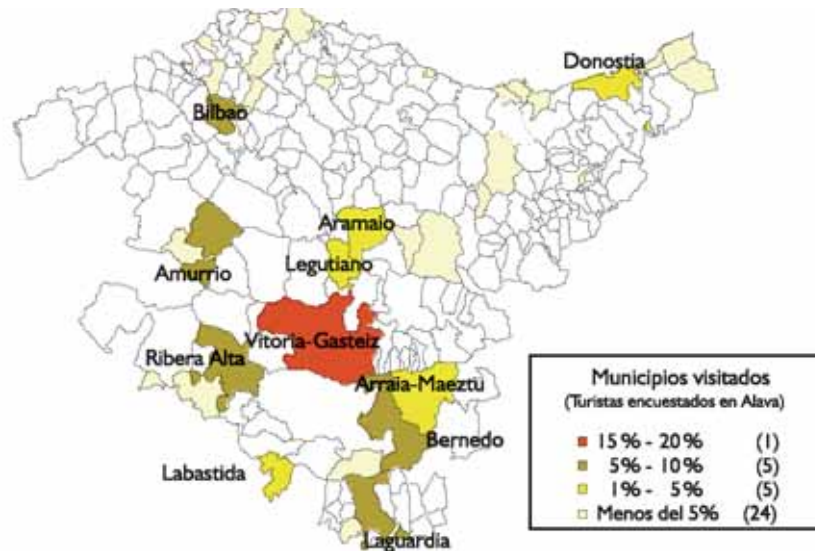 Donostia
Bilbao
Aramaio
Legutiano
Amurrio
Vitoria-Gasteiz
Ribera Alta
Arraia-Maeztu
Bernedo
Labastida
Laguardia
Municipios visitados
(Turistas encuestados en Alava)
15% - 20% (1)
5% - 10% (5)
1% - 5% (5)
Menos del 5% (24)